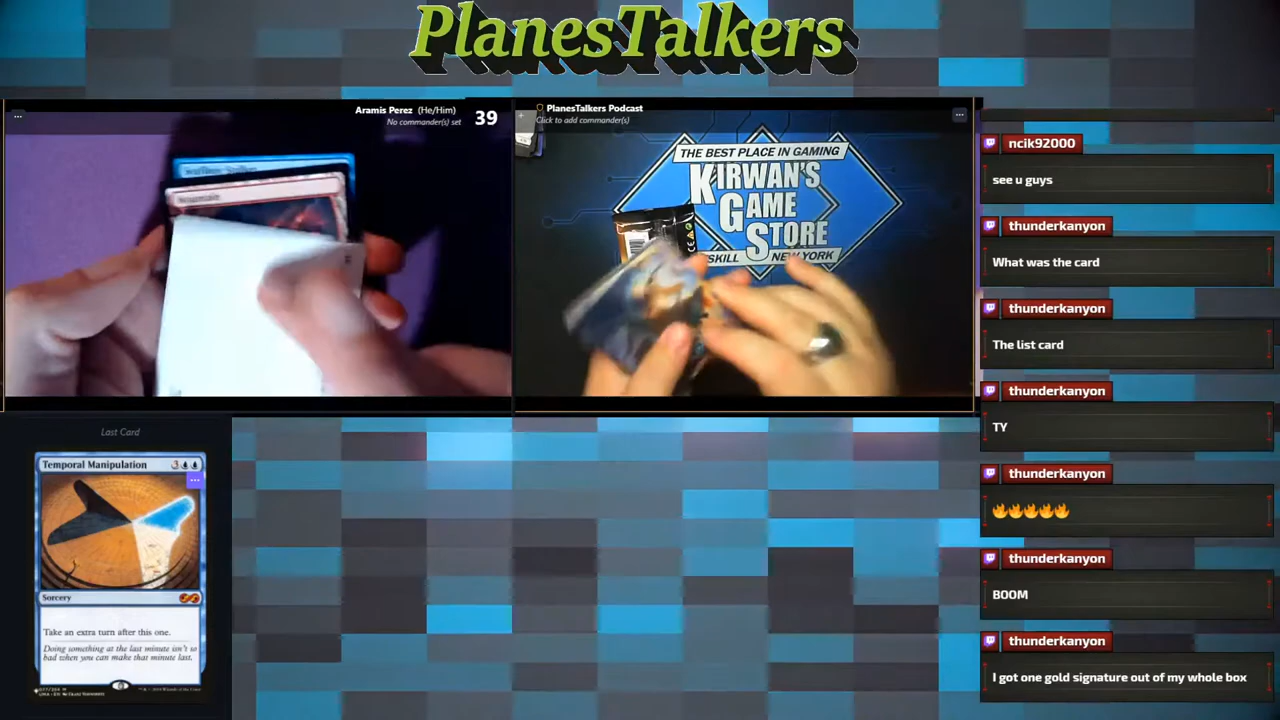 PlanesTalkers
Aramis Perez (He/Him)
No commander(s) set
39
PlanesTalkers Podcast
Click to add commander(s)
THE BEST PLACE IN GAMING
KIRWAN'S
GAME
STORE
SKILL NEW YORK
Mountain
Last Card
Temporal Manipulation
3
Sorcery
Take an extra turn after this one.
Doing something at the last minute isn't so
bad when you can make that minute last.
ncik92000
see u guys
thunderkanyon
What was the card
thunderkanyon
The list card
thunderkanyon
TY
thunderkanyon
🔥🔥🔥🔥🔥
thunderkanyon
BOOM
thunderkanyon
I got one gold signature out of my whole box